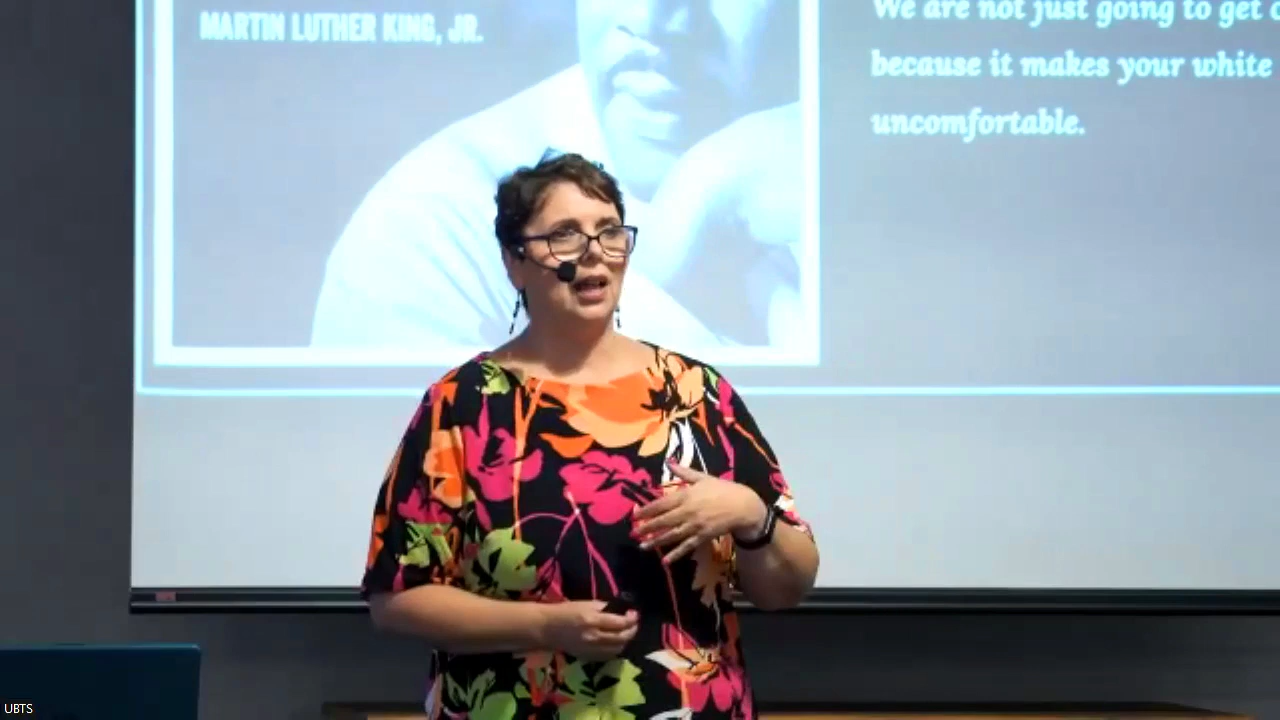 MARTIN LUTHER KING, JR.
We are not just going to get
because it makes your white
uncomfortable.
UBTS